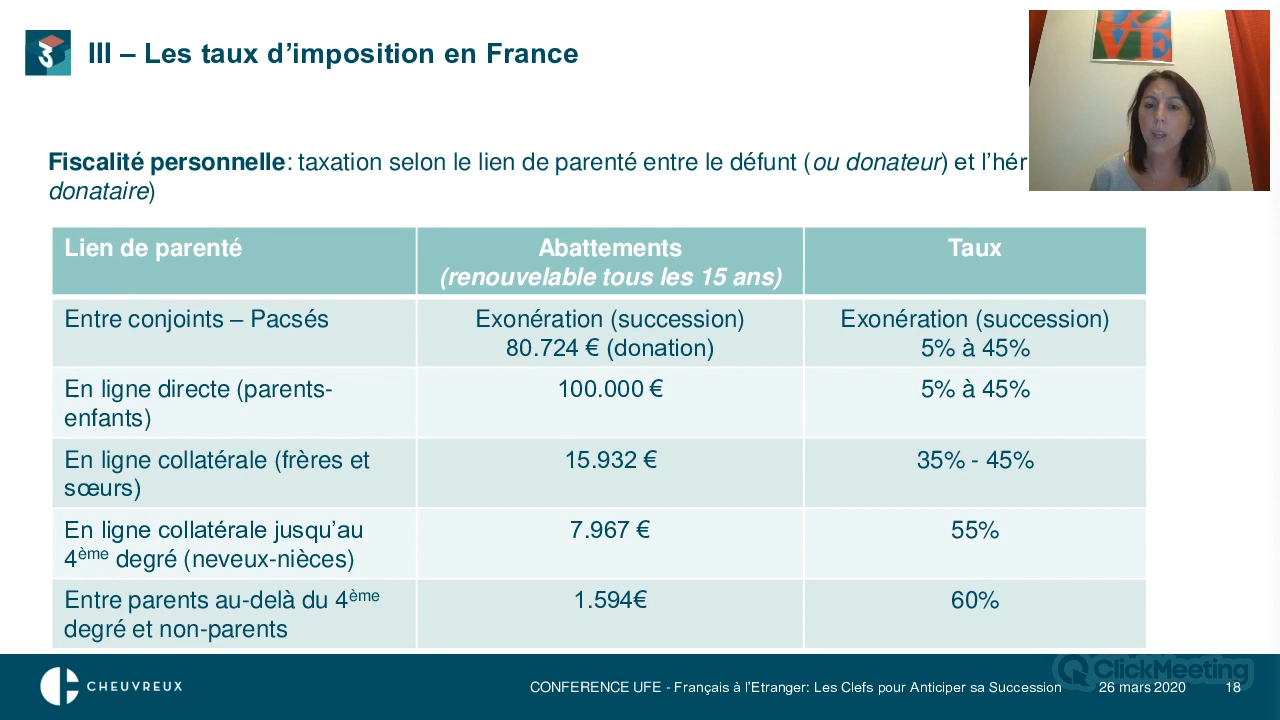 III – Les taux d'imposition en France
Fiscalité personnelle: taxation selon le lien de parenté entre le défunt (ou donateur) et l'hér
donataire)
Lien de parenté
Abattements
(renouvelable tous les 15 ans)
Taux
Entre conjoints – Pacsés
Exonération (succession)
80.724 € (donation)
Exonération (succession)
5% à 45%
En ligne directe (parents-
enfants)
100.000 €
5% à 45%
En ligne collatérale (frères et
sœurs)
15.932 €
35% - 45%
En ligne collatérale jusqu'au
4ème degré (neveux-nièces)
7.967 €
55%
Entre parents au-delà du 4ème
degré et non-parents
1.594€
60%
CHEUVREUX
CONFERENCE UFE - Français à l'Etranger: Les Clefs pour Anticiper sa Succession
26 mars 2020
18
ClickMeeting
LOVE